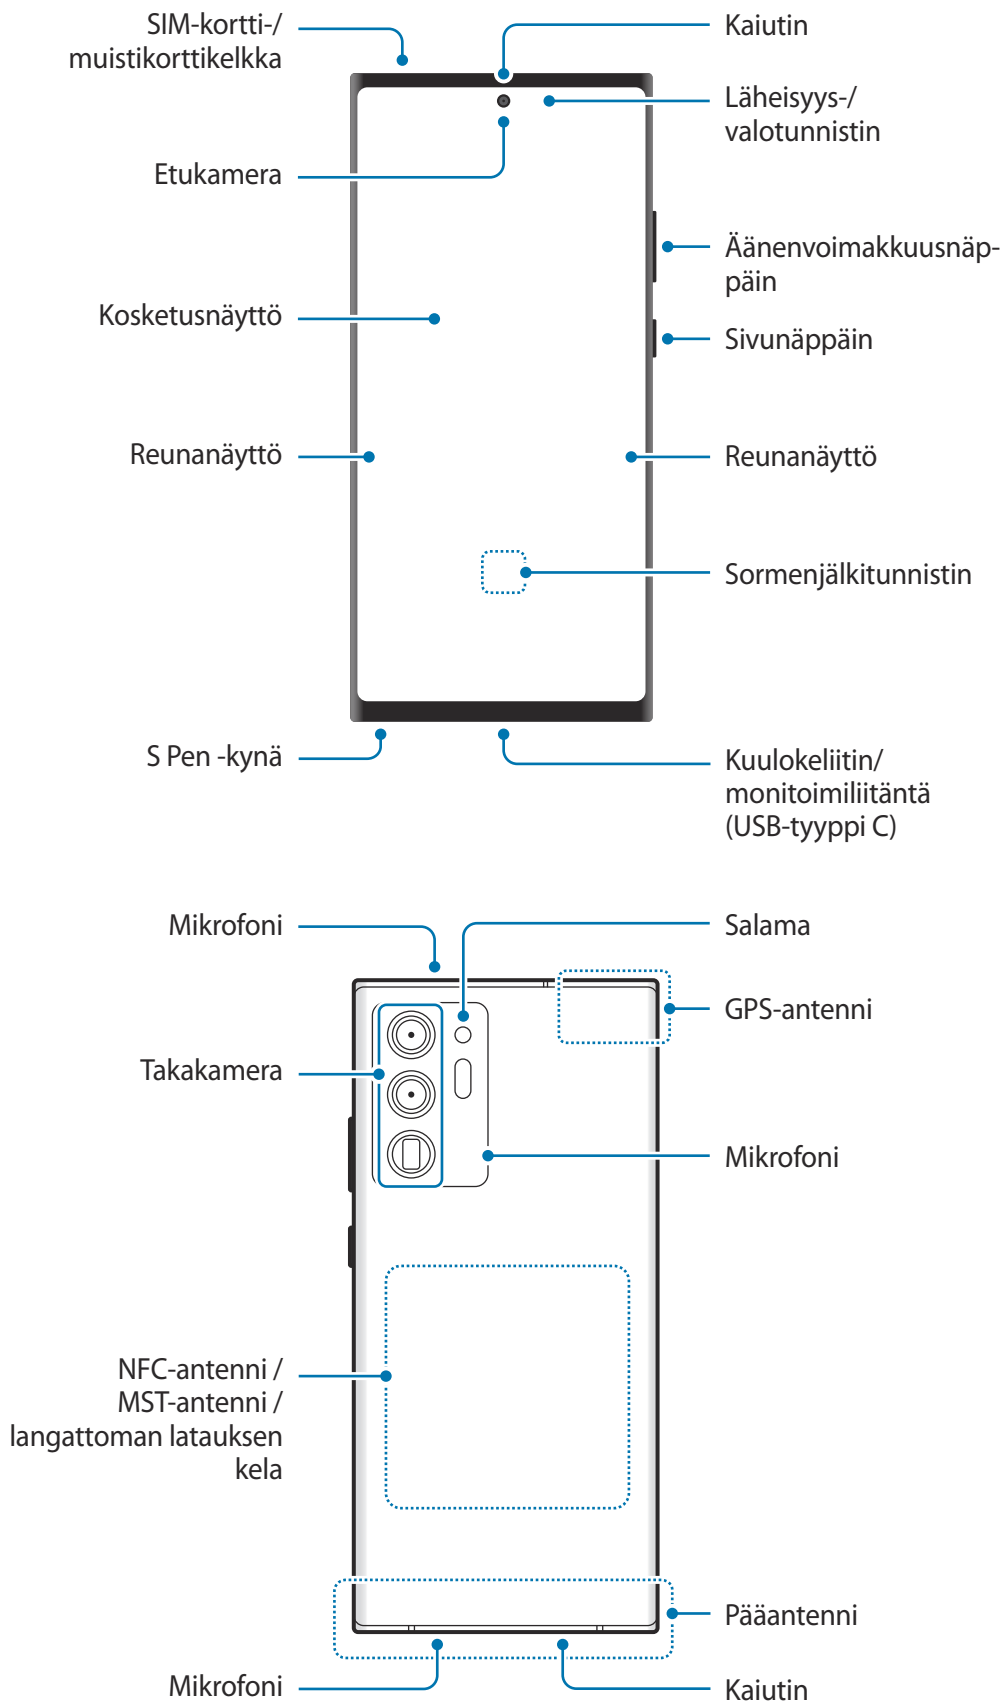 SIM-kortti-/
muistikorttikelkka
Kaiutin
Läheisyys-/
valotunnistin
Etukamera
Äänenvoimakkuusnäp-
päin
Kosketusnäyttö
Sivunäppäin
Reunanäyttö
Reunanäyttö
Sormenjälkitunnistin
S Pen -kynä
Kuulokeliitin/
monitoimiliitäntä
(USB-tyyppi C)
Mikrofoni
Salama
GPS-antenni
Takakamera
Mikrofoni
NFC-antenni /
MST-antenni /
langattoman latauksen
kela
Pääantenni
Mikrofoni
Kaiutin